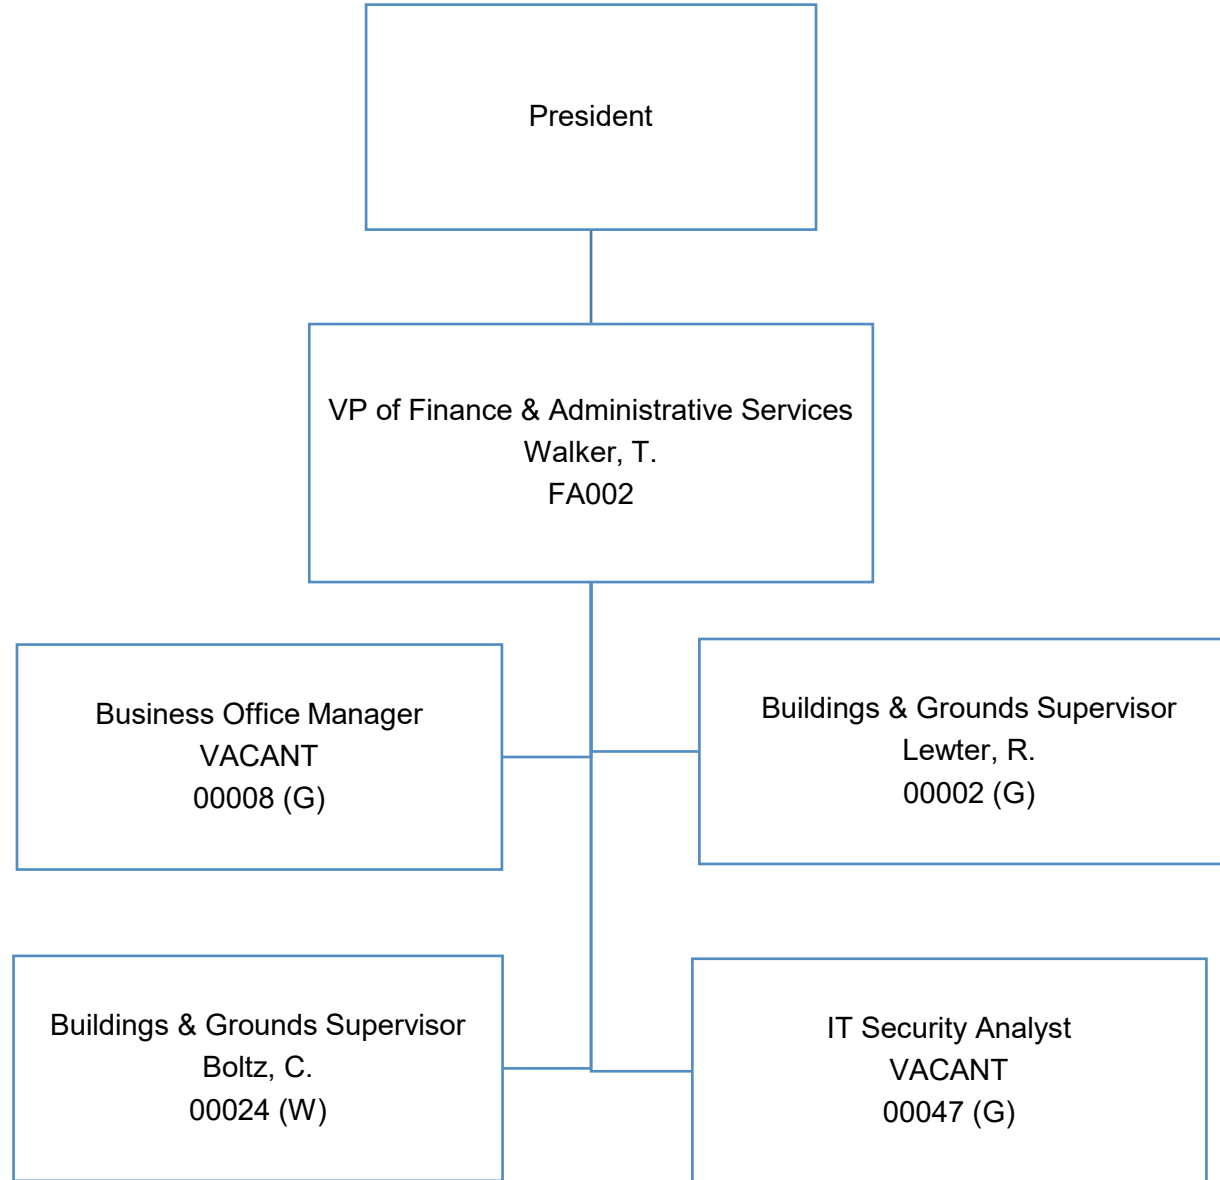 President
VP of Finance & Administrative Services
Walker, T.
FA002
Business Office Manager
VACANT
00008 (G)
Buildings & Grounds Supervisor
Lewter, R.
00002 (G)
Buildings & Grounds Supervisor
Boltz, C.
00024 (W)
IT Security Analyst
VACANT
00047 (G)